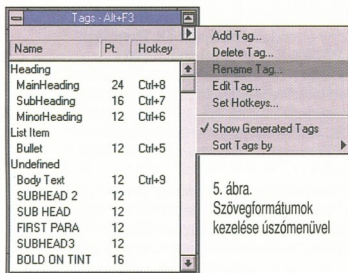 Tags - Alt+F3
Name Pt. Hotkey
Heading
MainHeading 24 Ctrl+8
SubHeading 16 Ctrl+7
MinorHeading 12 Ctrl+6
List Item
Bullet 12 Ctrl+5
Undefined
Body Text 12 Ctrl+9
SUBHEAD 2 12
SUB HEAD 12
FIRST PARA 12
SUBHEAD3 12
BOLD ON TINT 16
Add Tag...
Delete Tag...
Rename Tag...
Edit Tag...
Set Hotkeys...
✓ Show Generated Tags
Sort Tags by
5. ábra.
Szövegformátumok
kezelése úszómenüvel